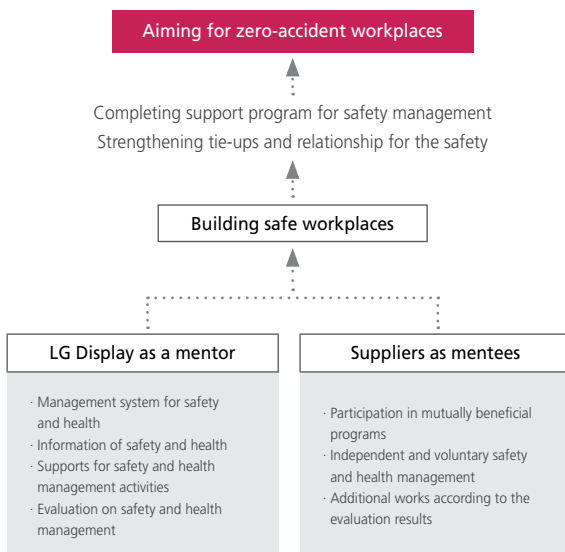 Aiming for zero-accident workplaces
Completing support program for safety management
Strengthening tie-ups and relationship for the safety
Building safe workplaces
LG Display as a mentor
· Management system for safety
and health
· Information of safety and health
· Supports for safety and health
management activities
· Evaluation on safety and health
management
Suppliers as mentees
· Participation in mutually beneficial
programs
· Independent and voluntary safety
and health management
· Additional works according to the
evaluation results